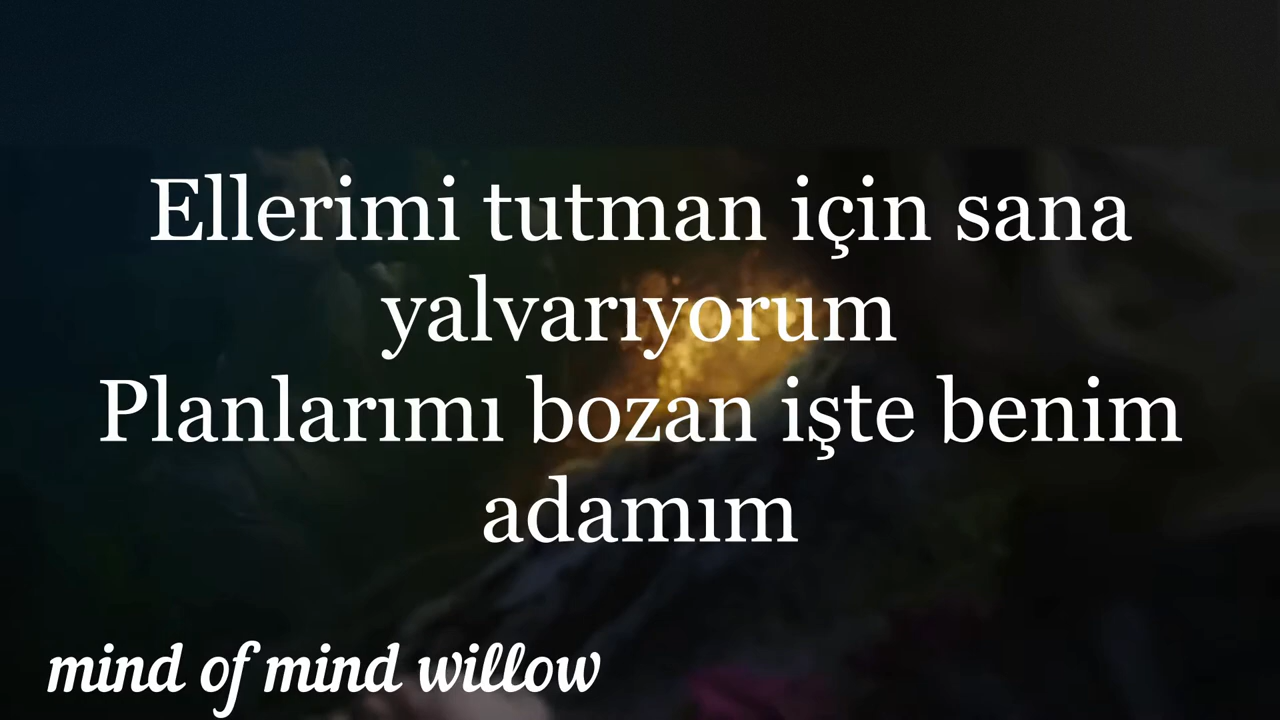 Ellerimi tutman için sana
yalvarıyorum
Planlarımı bozan işte benim
adamım
mind of mind willow